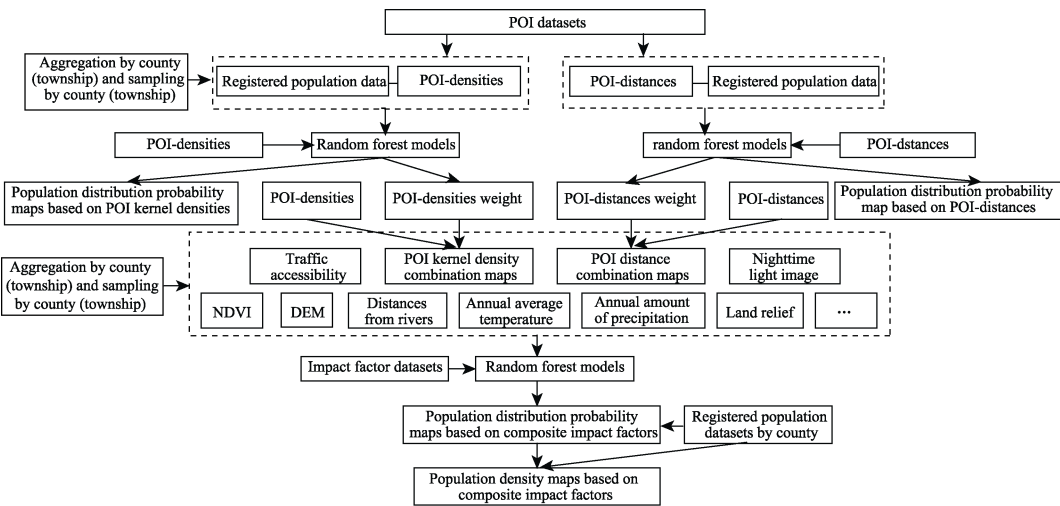 POI datasets
Aggregation by county
(township) and sampling
by county (township)
Registered population data
POI-densities
POI-distances
Registered population data
POI-densities
Random forest models
random forest models
POI-dstances
Population distribution probability
maps based on POI kernel densities
POI-densities
POI-densities weight
POI-distances weight
POI-distances
Population distribution probability
map based on POI-distances
Aggregation by county
(township) and sampling
by county (township)
Traffic
accessibility
POI kernel density
combination maps
POI distance
combination maps
Nighttime
light image
NDVI
DEM
Distances
from rivers
Annual average
temperature
Annual amount
of precipitation
Land relief
...
Impact factor datasets
Random forest models
Population distribution probability
maps based on composite impact factors
Registered population
datasets by county
Population density maps based on
composite impact factors